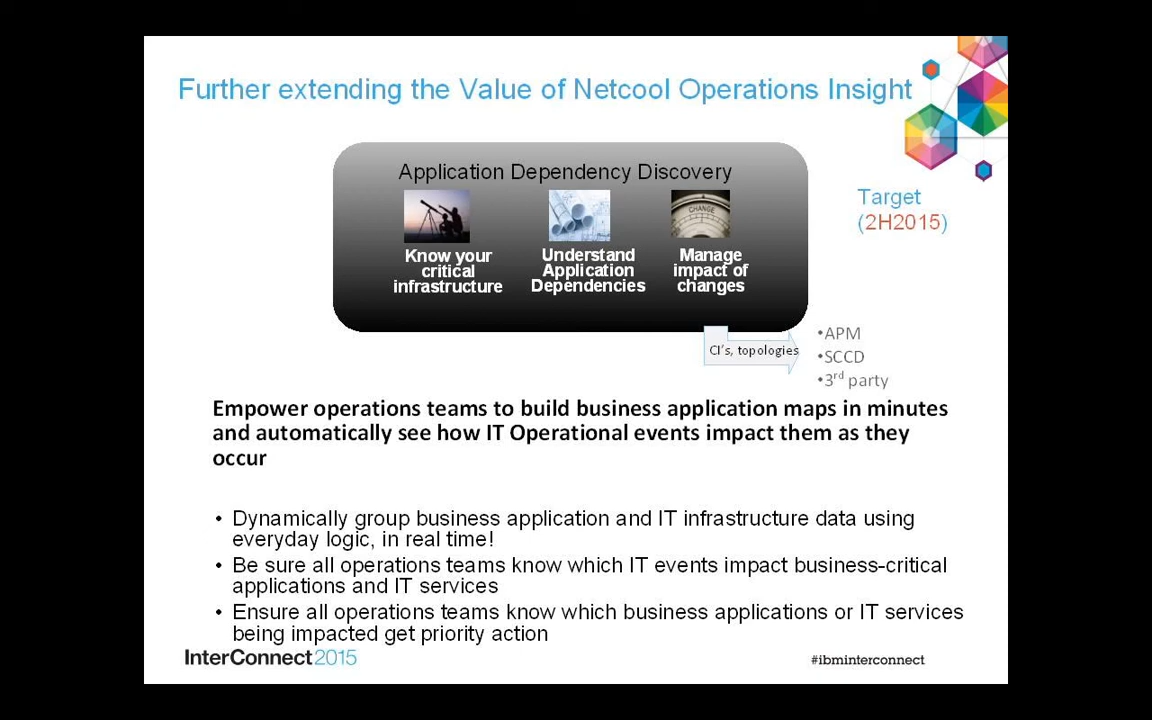 Further extending the Value of Netcool Operations Insight
Application Dependency Discovery
CHANGE
Know your
critical
infrastructure
Understand
Application
Dependencies
Manage
impact of
changes
Target
(2H2015)
CI's, topologies
•APM
•SCCD
•3rd party
Empower operations teams to build business application maps in minutes
and automatically see how IT Operational events impact them as they
occur
• Dynamically group business application and IT infrastructure data using
everyday logic, in real time!
• Be sure all operations teams know which IT events impact business-critical
applications and IT services
• Ensure all operations teams know which business applications or IT services
being impacted get priority action
InterConnect2015
#ibminterconnect